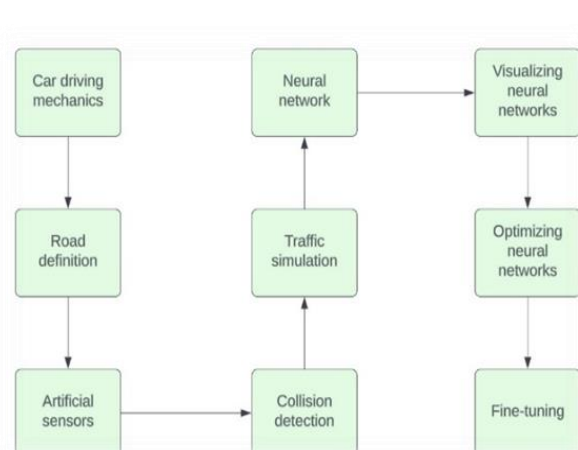 Car driving
mechanics
Road
definition
Artificial
sensors
Collision
detection
Traffic
simulation
Neural
network
Visualizing
neural
networks
Optimizing
neural
networks
Fine-tuning